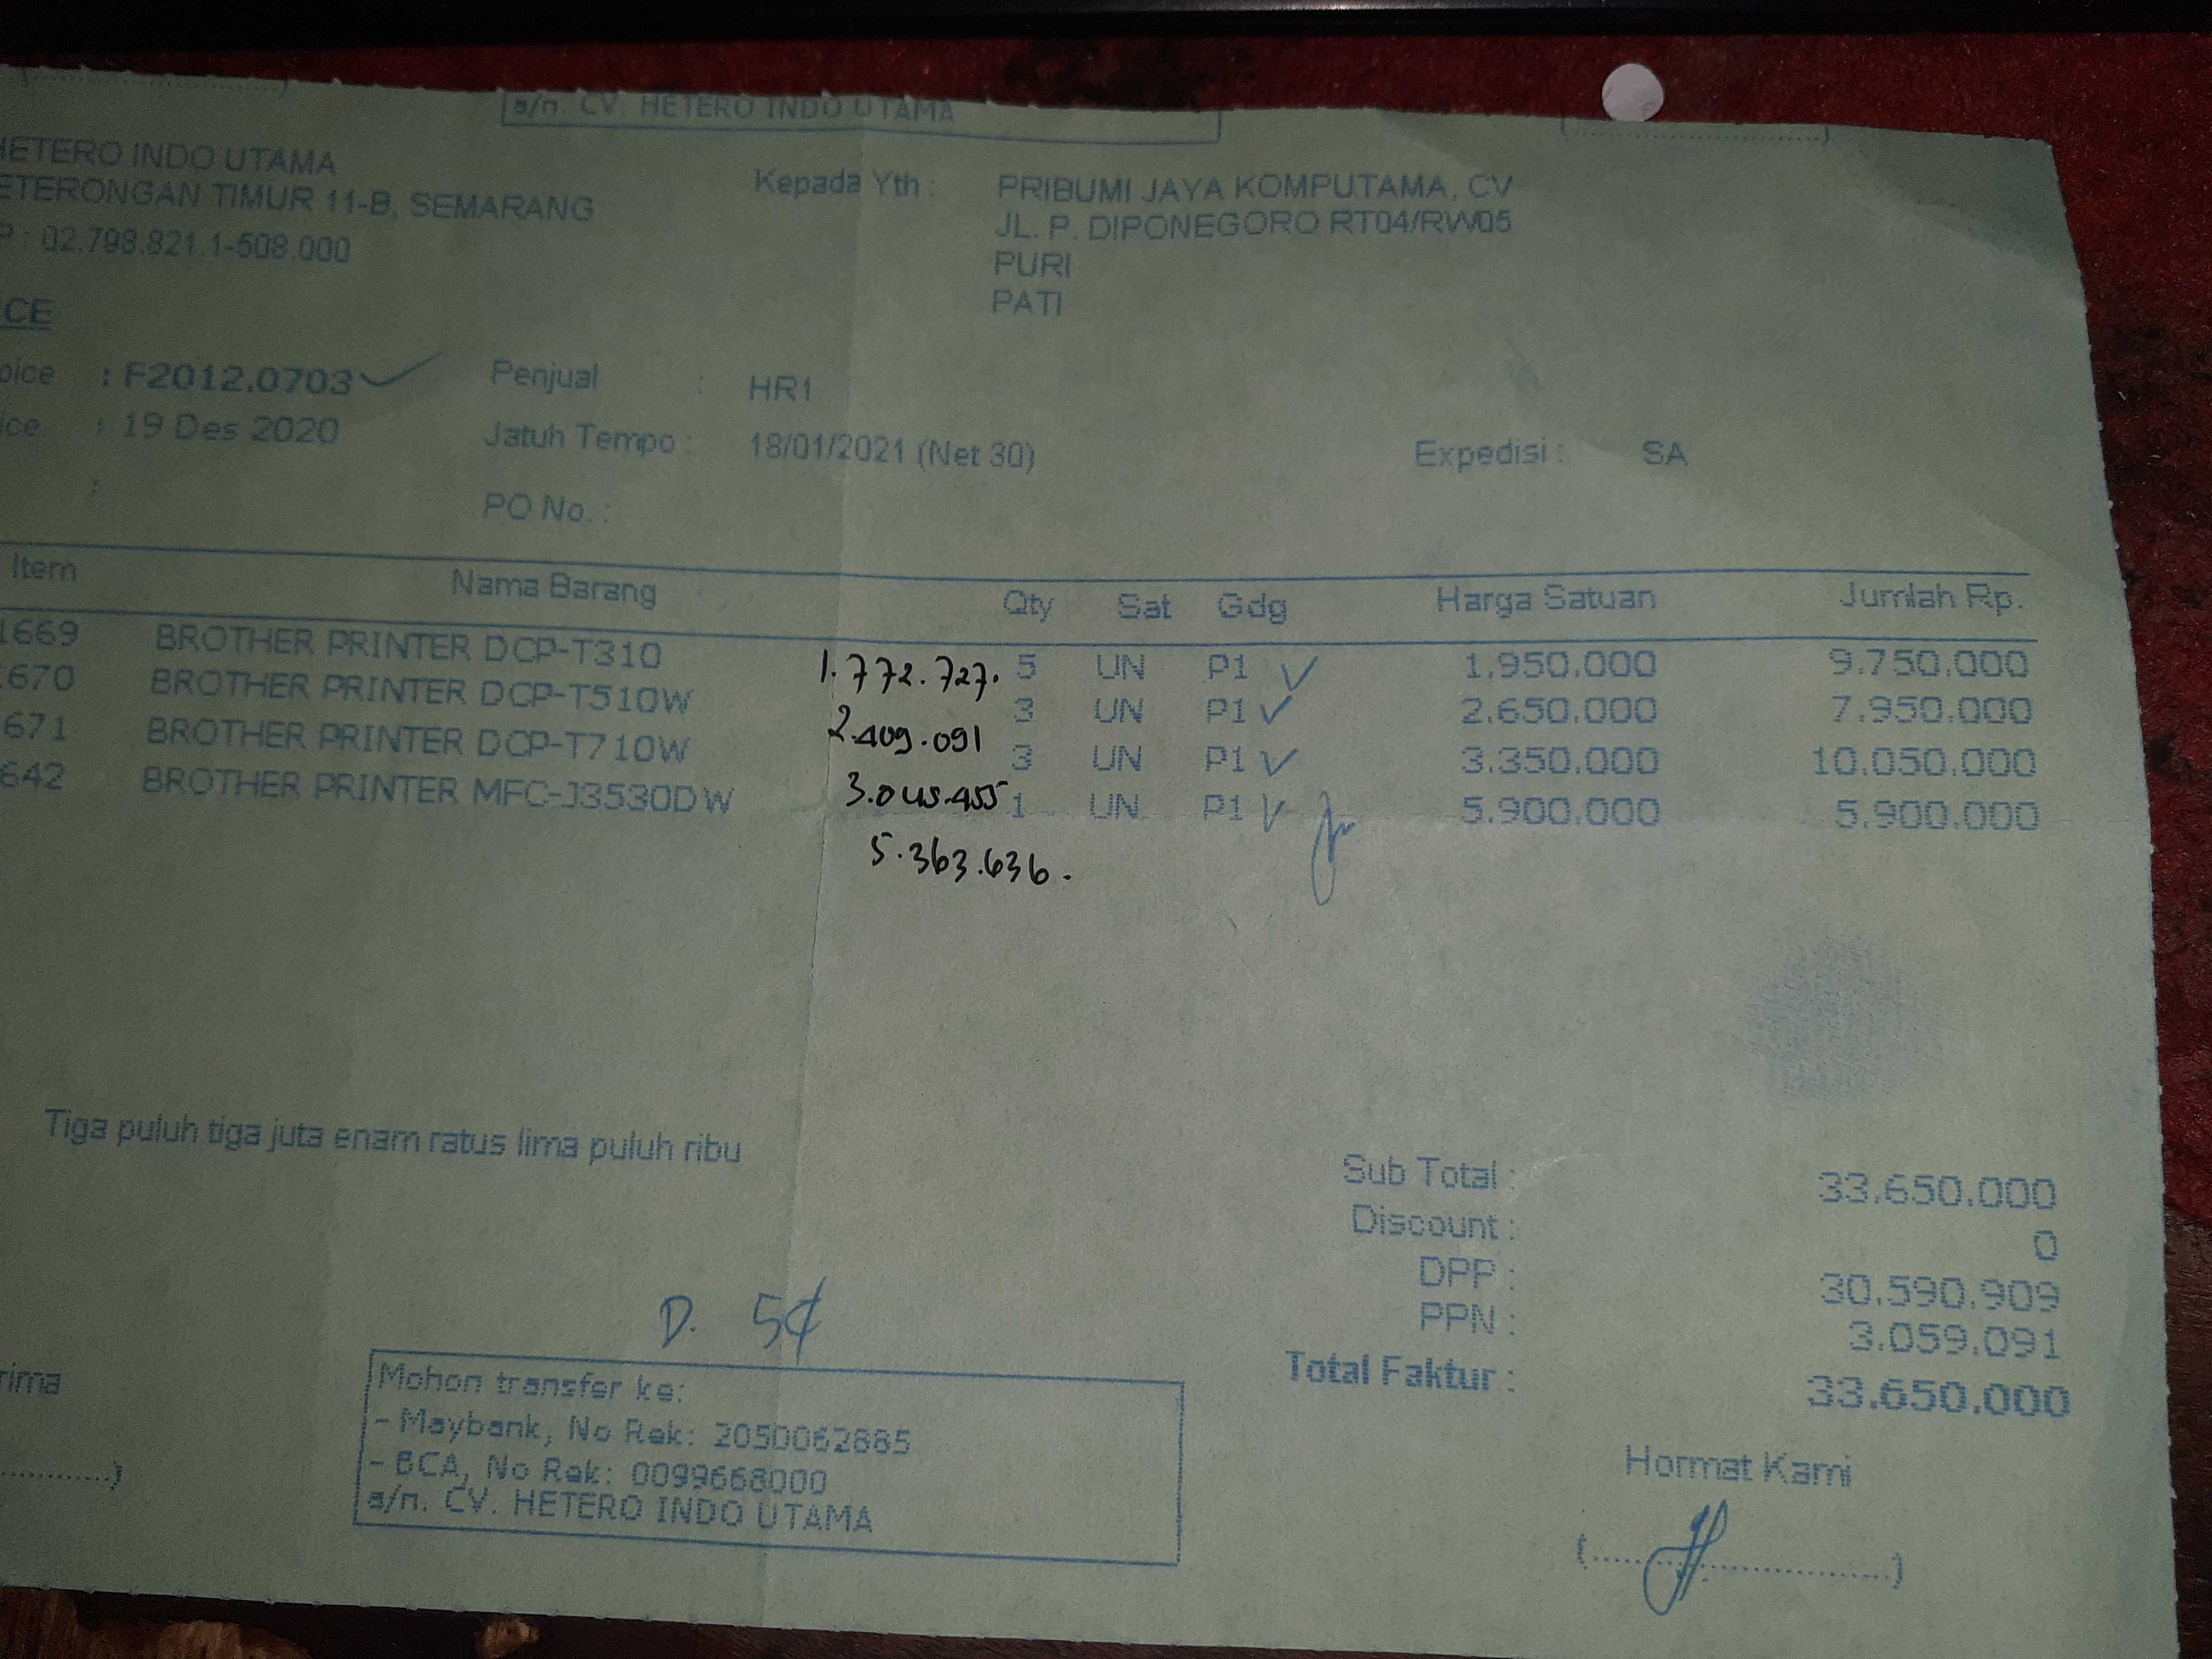 (........................)
a/n. CV. HETERO INDO UTAMA
(........................)
HETERO INDO UTAMA
ETERONGAN TIMUR 11-B, SEMARANG
P : 02.798.821.1-508.000
Kepada Yth :
PRIBUMI JAYA KOMPUTAMA, CV
JL. P. DIPONEGORO RT04/RW05
PURI
PATI
CE
oice : F2012.0703 ✓ Penjual : HR1
ice : 19 Des 2020 Jatuh Tempo : 18/01/2021 (Net 30) Expedisi : SA
: PO No. :
Item Nama Barang Qty Sat Gdg Harga Satuan Jumlah Rp.
1669 BROTHER PRINTER DCP-T310 1.772.727. 5 UN P1 ✓ 1.950.000 9.750.000
1670 BROTHER PRINTER DCP-T510W 2.409.091 3 UN P1 ✓ 2.650.000 7.950.000
671 BROTHER PRINTER DCP-T710W 3.045.455 3 UN P1 ✓ 3.350.000 10.050.000
642 BROTHER PRINTER MFC-J3530DW 5.363.636. 1 UN P1 ✓ 5.900.000 5.900.000
Tiga puluh tiga juta enam ratus lima puluh ribu
Sub Total : 33.650.000
Discount : 0
DPP : 30.590.909
PPN : 3.059.091
Total Faktur : 33.650.000
D.
Mohon transfer ke:
- Maybank, No Rek: 2050062885
- BCA, No Rek: 0099668000
a/n. CV. HETERO INDO UTAMA
rima
............)
Hormat Kami
(........................)